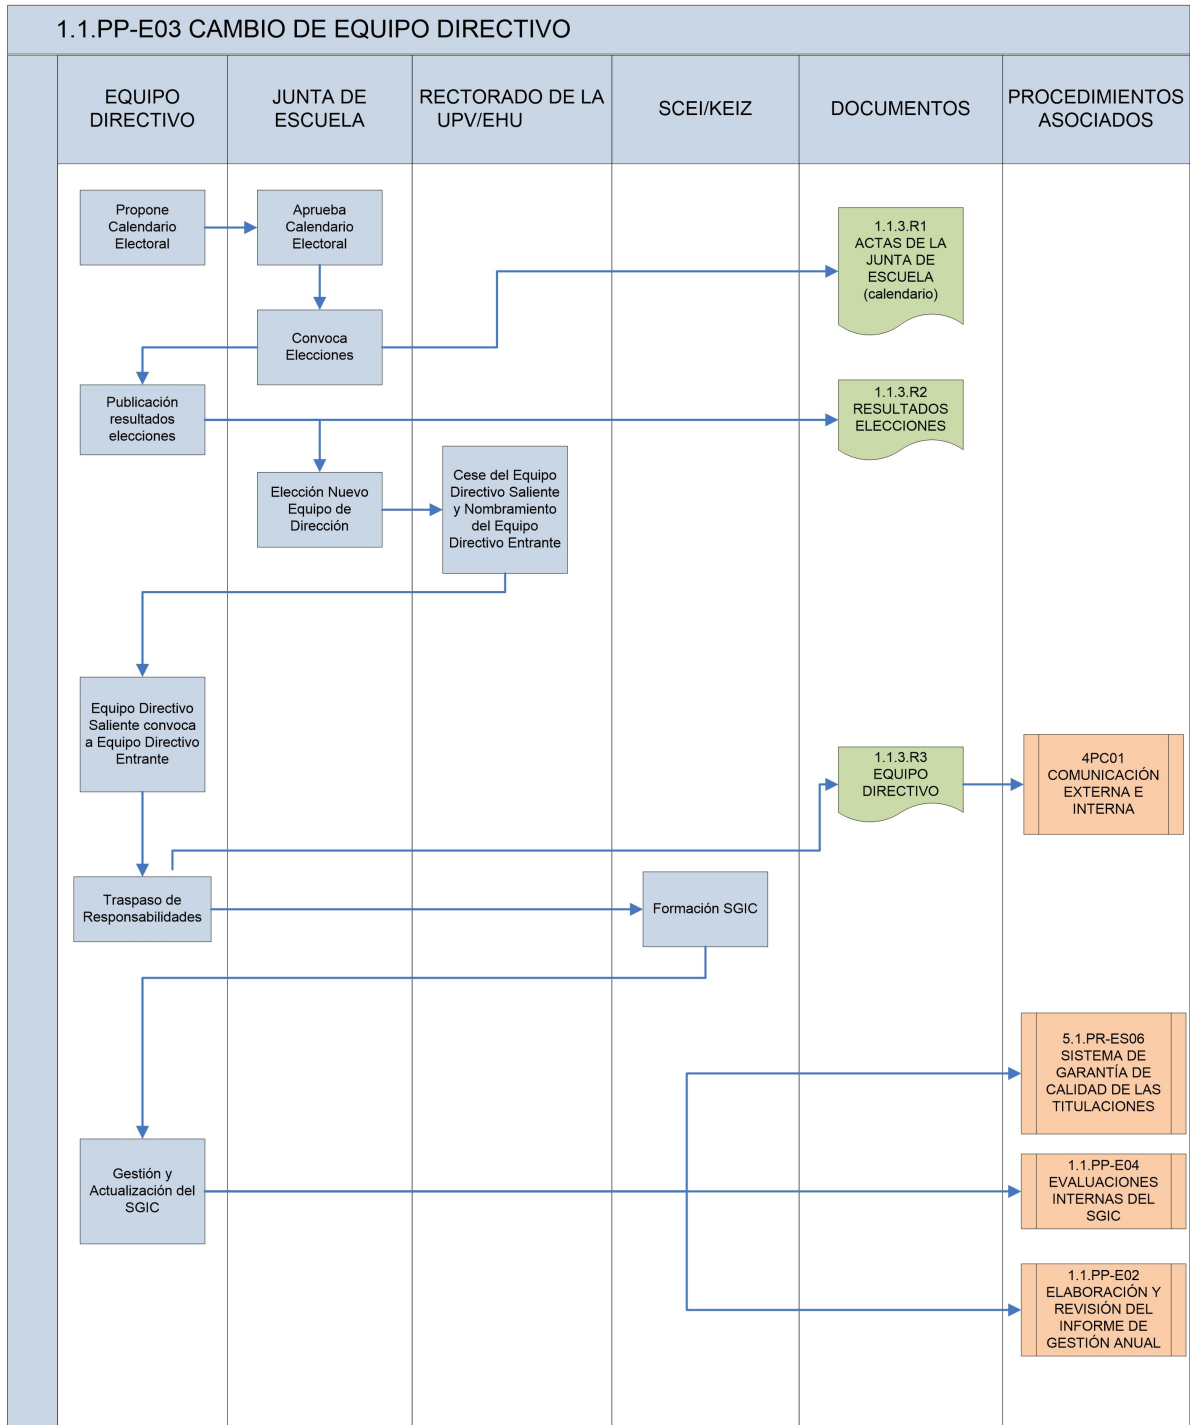 1.1.PP-E03 CAMBIO DE EQUIPO DIRECTIVO
EQUIPO
DIRECTIVO
JUNTA DE
ESCUELA
RECTORADO DE LA
UPV/EHU
SCEI/KEIZ
DOCUMENTOS
PROCEDIMIENTOS
ASOCIADOS
Propone
Calendario
Electoral
Aprueba
Calendario
Electoral
1.1.3.R1
ACTAS DE LA
JUNTA DE
ESCUELA
(calendario)
Convoca
Elecciones
Publicación
resultados
elecciones
1.1.3.R2
RESULTADOS
ELECCIONES
Elección Nuevo
Equipo de
Dirección
Cese del Equipo
Directivo Saliente
y Nombramiento
del Equipo
Directivo Entrante
Equipo Directivo
Saliente convoca
a Equipo Directivo
Entrante
1.1.3.R3
EQUIPO
DIRECTIVO
4PC01
COMUNICACIÓN
EXTERNA E
INTERNA
Traspaso de
Responsabilidades
Formación SGIC
5.1.PR-ES06
SISTEMA DE
GARANTÍA DE
CALIDAD DE LAS
TITULACIONES
Gestión y
Actualización del
SGIC
1.1.PP-E04
EVALUACIONES
INTERNAS DEL
SGIC
1.1.PP-E02
ELABORACIÓN Y
REVISIÓN DEL
INFORME DE
GESTIÓN ANUAL